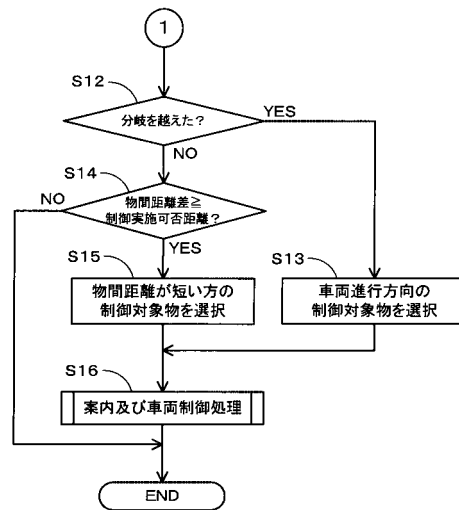 1
S12
分岐を越えた?
YES
NO
S14
NO
物間距離差≧
制御実施可否距離?
YES
S15
物間距離が短い方の
制御対象物を選択
S13
車両進行方向の
制御対象物を選択
S16
案内及び車両制御処理
END